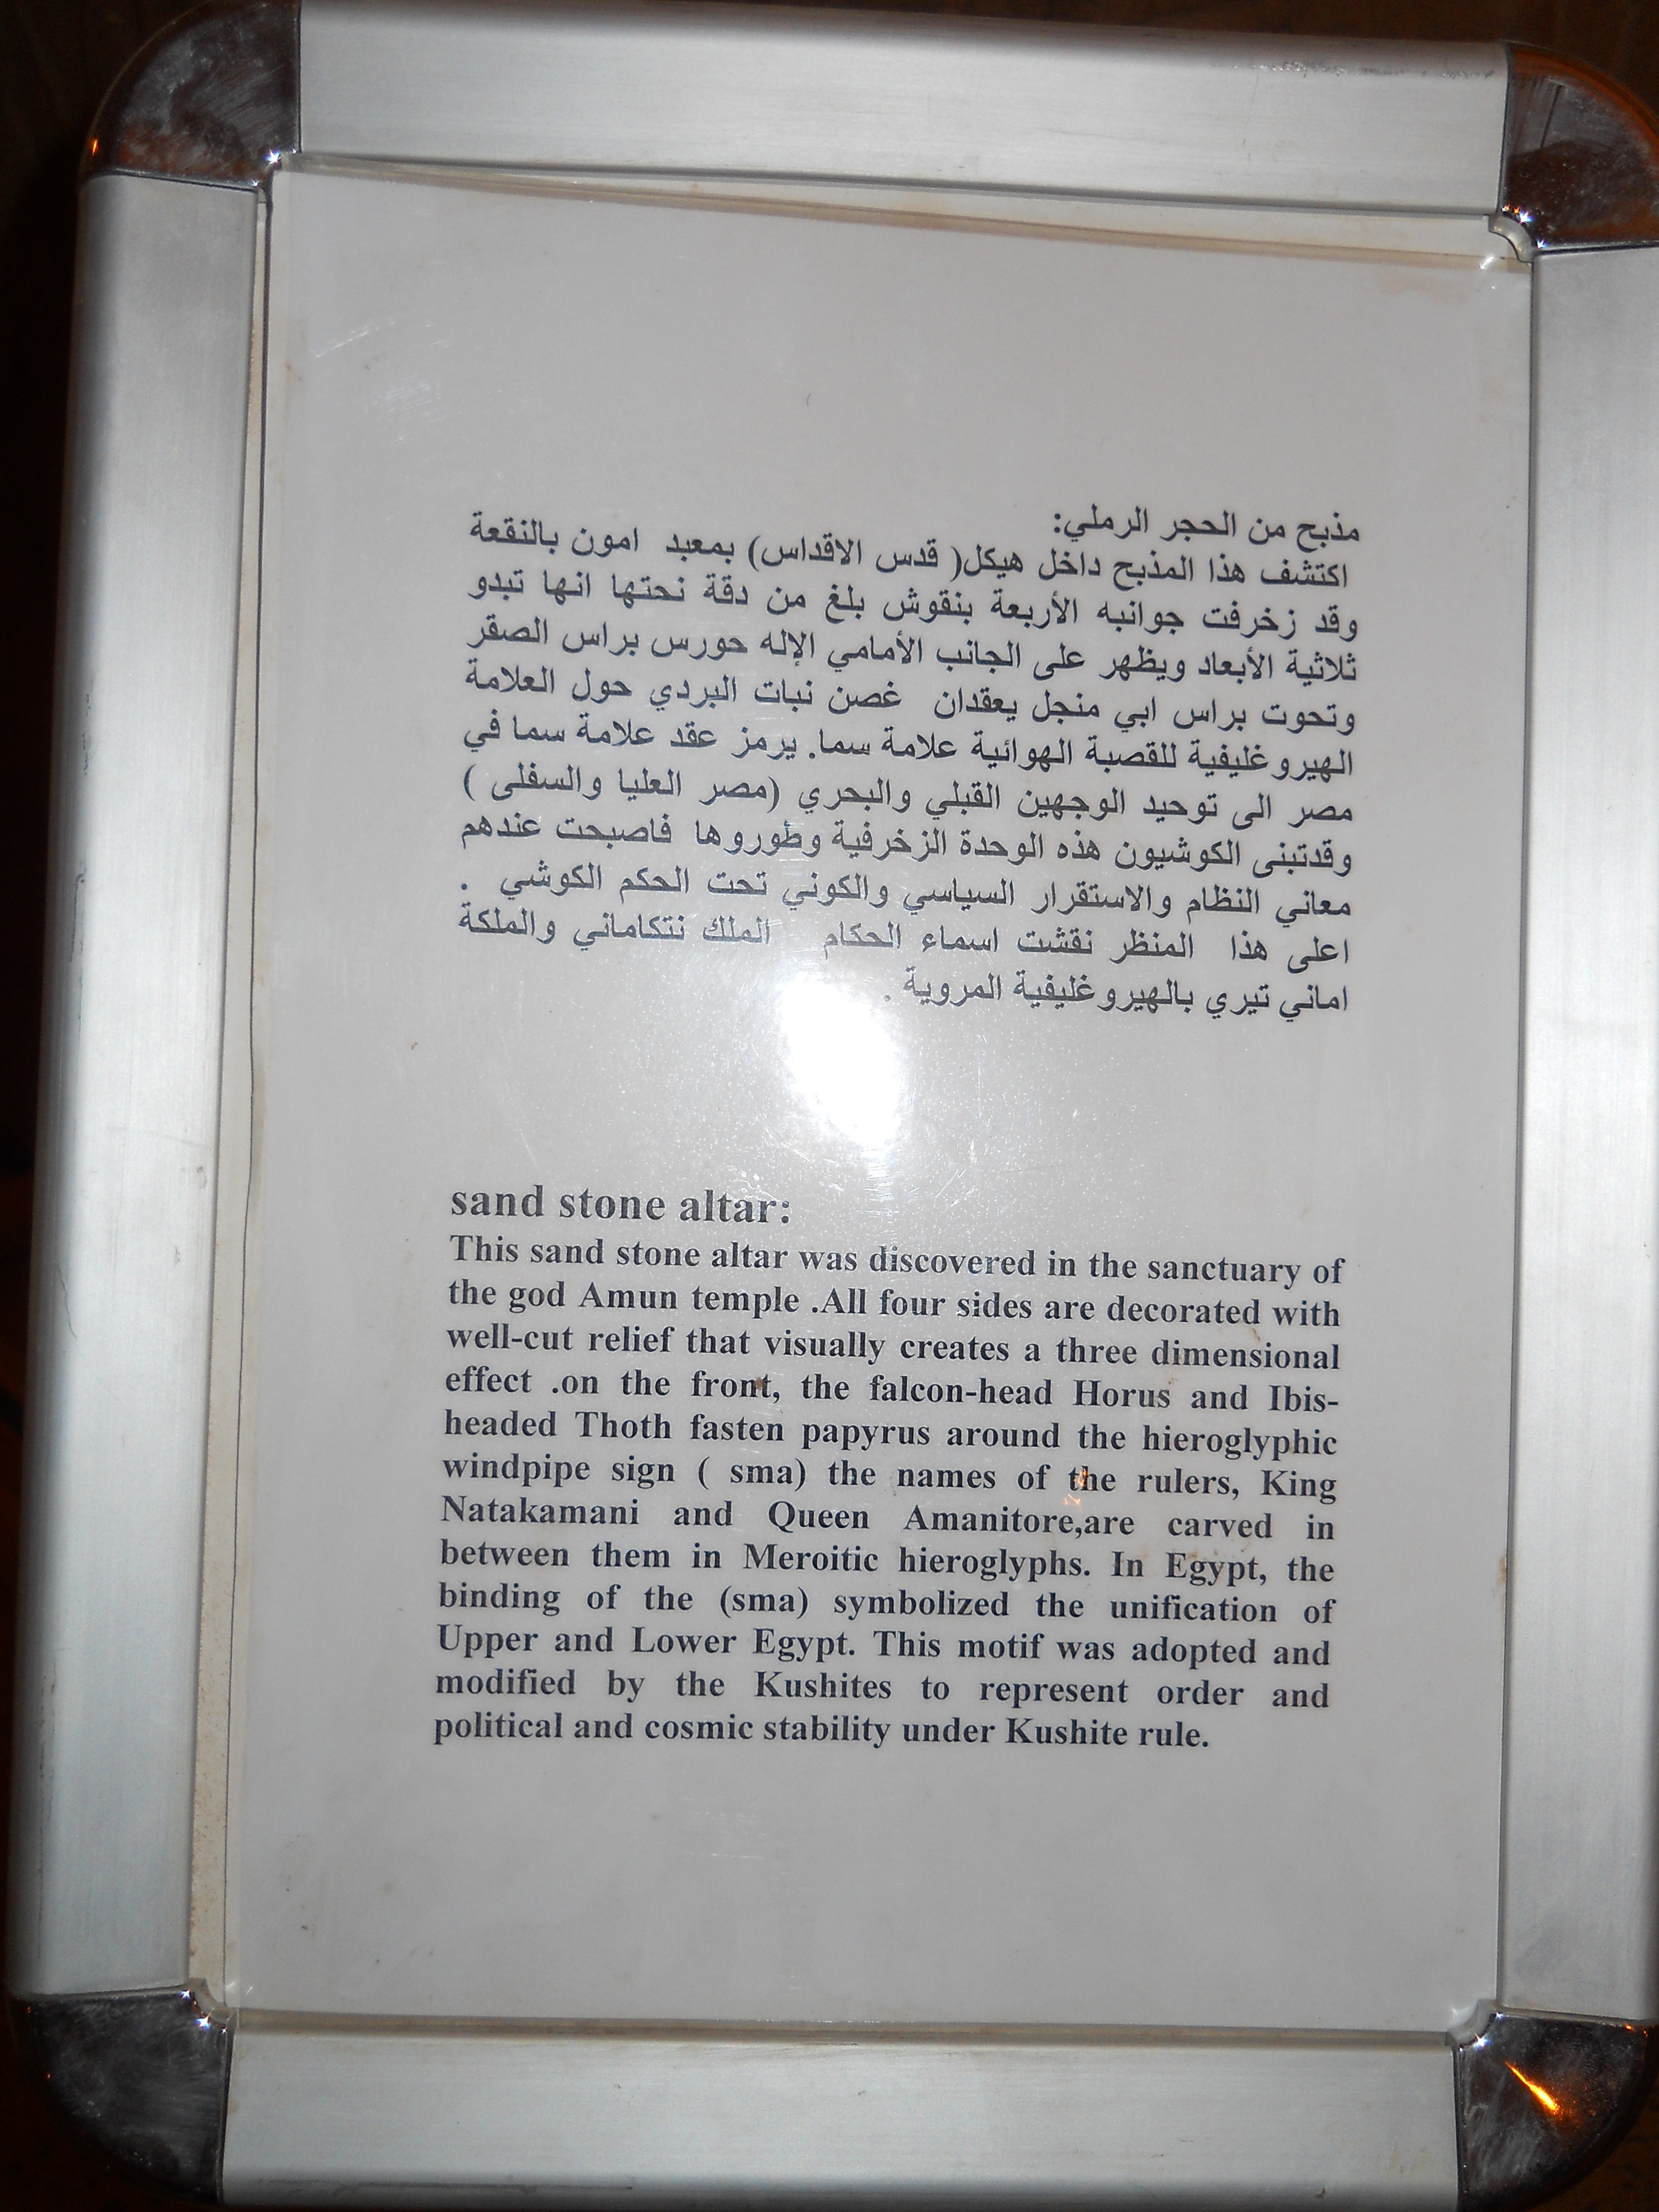 مذبح من الحجر الرملي:
اكتشف هذا المذبح داخل هيكل( قدس الاقداس) بمعبد امون بالنقعة
وقد زخرفت جوانبه الأربعة بنقوش بلغ من دقة نحتها انها تبدو
ثلاثية الأبعاد ويظهر على الجانب الأمامي الإله حورس براس الصقر
وتحوت براس ابي منجل يعقدان غصن نبات البردي حول العلامة
الهيروغليفية للقصبة الهوائية علامة سما. يرمز عقد علامة سما في
مصر الى توحيد الوجهين القبلي والبحري (مصر العليا والسفلى )
وقدتبنى الكوشيون هذه الوحدة الزخرفية وطوروها فاصبحت عندهم
معاني النظام والاستقرار السياسي والكوني تحت الحكم الكوشي .
اعلى هذا المنظر نقشت اسماء الحكام الملك نتكاماني والملكة
اماني تيري بالهيروغليفية المروية .
sand stone altar:
This sand stone altar was discovered in the sanctuary of
the god Amun temple .All four sides are decorated with
well-cut relief that visually creates a three dimensional
effect .on the front, the falcon-head Horus and Ibis-
headed Thoth fasten papyrus around the hieroglyphic
windpipe sign ( sma) the names of the rulers, King
Natakamani and Queen Amanitore,are carved in
between them in Meroitic hieroglyphs. In Egypt, the
binding of the (sma) symbolized the unification of
Upper and Lower Egypt. This motif was adopted and
modified by the Kushites to represent order and
political and cosmic stability under Kushite rule.